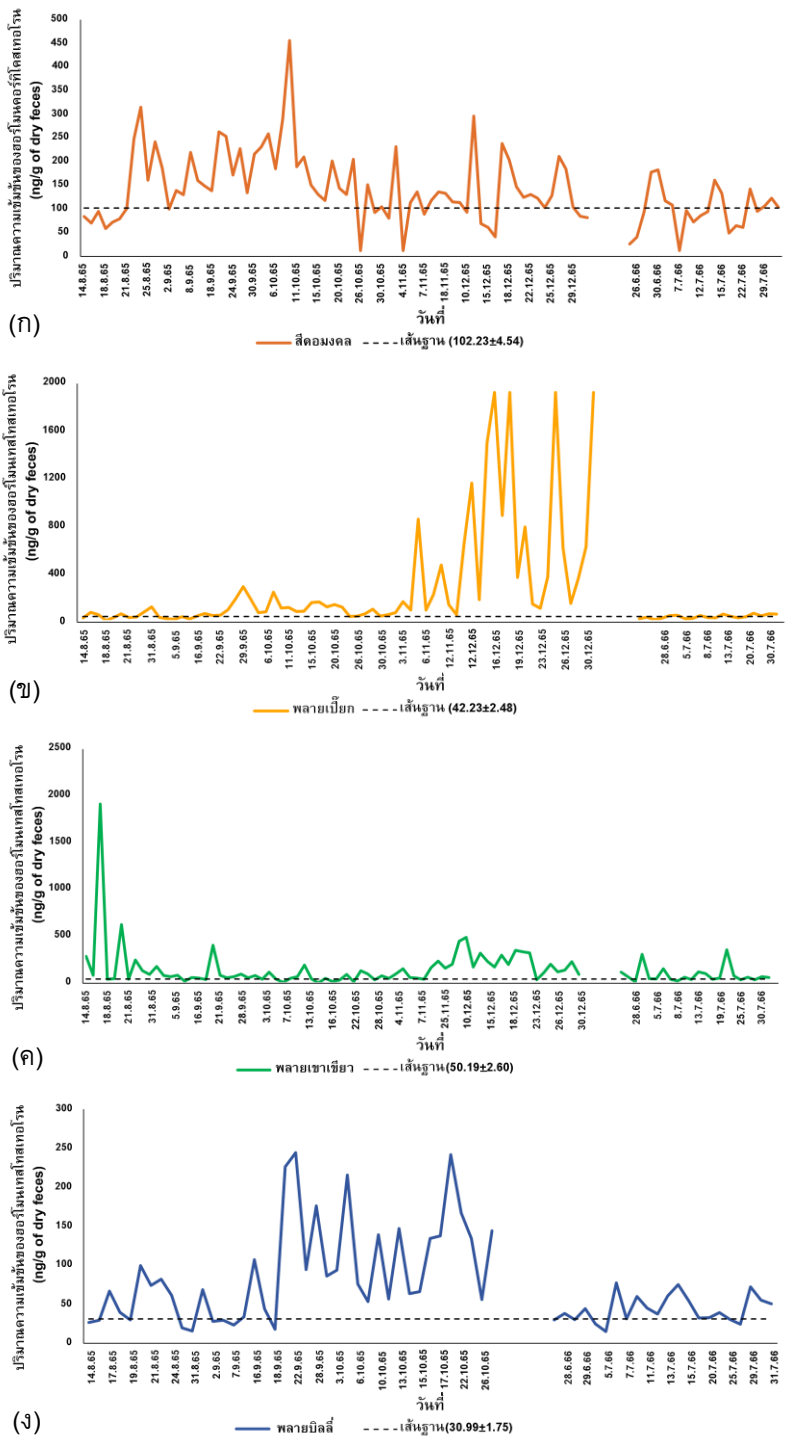 ปริมาณความเข้มข้นของฮอร์โมนคอร์ทิโคสเทอโรน
(ng/g of dry feces)
500
450
400
350
300
250
200
150
100
50
0
14.8.65 18.8.65 21.8.65 25.8.65 2.9.65 8.9.65 18.9.65 24.9.65 30.9.65 6.10.65 11.10.65 15.10.65 20.10.65 26.10.65 30.10.65 4.11.65 7.11.65 18.11.65 10.12.65 15.12.65 18.12.65 22.12.65 25.12.65 29.12.65 26.6.66 30.6.66 7.7.66 12.7.66 15.7.66 22.7.66 29.7.66
วันที่
(ก)
สีดอมงคล เส้นฐาน (102.23±4.54)
ปริมาณความเข้มข้นของฮอร์โมนเทสโทสเทอโรน
(ng/g of dry feces)
2000
1600
1200
800
400
0
14.8.65 18.8.65 21.8.65 31.8.65 5.9.65 16.9.65 22.9.65 29.9.65 6.10.65 11.10.65 15.10.65 20.10.65 26.10.65 30.10.65 3.11.65 6.11.65 12.11.65 12.12.65 16.12.65 19.12.65 23.12.65 26.12.65 30.12.65 28.6.66 5.7.66 8.7.66 13.7.66 20.7.66 30.7.66
วันที่
(ข)
พลายเปี๊ยก เส้นฐาน (42.23±2.48)
ปริมาณความเข้มข้นของฮอร์โมนเทสโทสเทอโรน
(ng/g of dry feces)
2500
2000
1500
1000
500
0
14.8.65 18.8.65 21.8.65 31.8.65 5.9.65 16.9.65 21.9.65 28.9.65 3.10.65 7.10.65 13.10.65 16.10.65 22.10.65 28.10.65 4.11.65 7.11.65 25.11.65 10.12.65 15.12.65 18.12.65 23.12.65 26.12.65 30.12.65 28.6.66 5.7.66 8.7.66 13.7.66 19.7.66 25.7.66 30.7.66
วันที่
(ค)
พลายเขาเขียว เส้นฐาน (50.19±2.60)
ปริมาณความเข้มข้นของฮอร์โมนเทสโทสเทอโรน
(ng/g of dry feces)
300
250
200
150
100
50
0
14.8.65 17.8.65 19.8.65 21.8.65 24.8.65 31.8.65 2.9.65 7.9.65 16.9.65 18.9.65 22.9.65 28.9.65 3.10.65 6.10.65 10.10.65 13.10.65 15.10.65 17.10.65 22.10.65 26.10.65 28.6.66 29.6.66 5.7.66 7.7.66 11.7.66 13.7.66 15.7.66 20.7.66 25.7.66 29.7.66 31.7.66
วันที่
(ง)
พลายบิลลี่ เส้นฐาน (30.99±1.75)